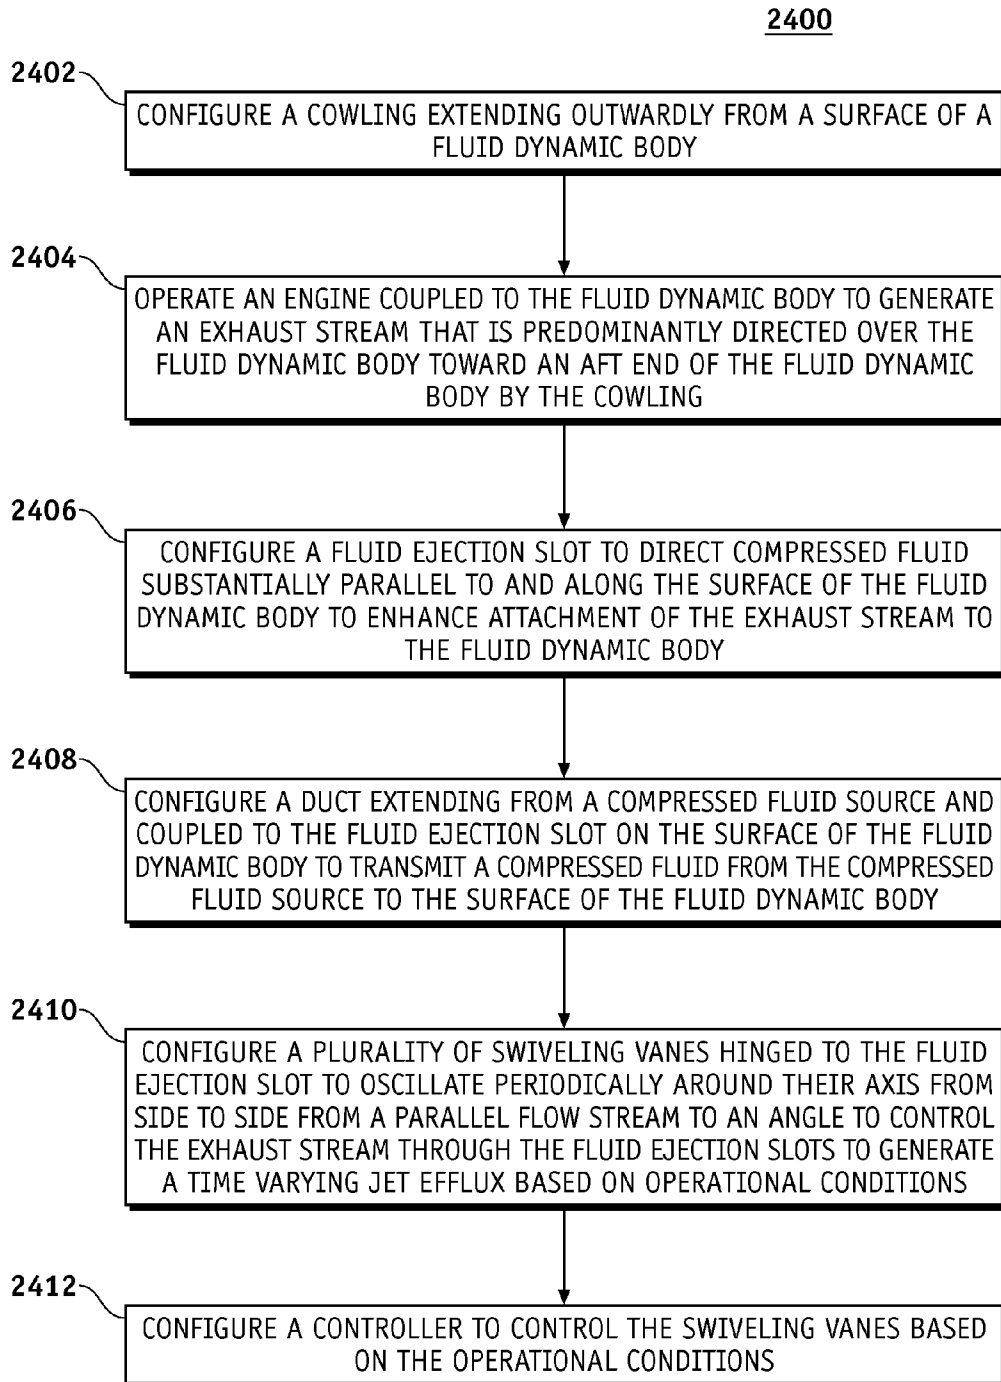 2400
2402
CONFIGURE A COWLING EXTENDING OUTWARDLY FROM A SURFACE OF A
FLUID DYNAMIC BODY
2404
OPERATE AN ENGINE COUPLED TO THE FLUID DYNAMIC BODY TO GENERATE
AN EXHAUST STREAM THAT IS PREDOMINANTLY DIRECTED OVER THE
FLUID DYNAMIC BODY TOWARD AN AFT END OF THE FLUID DYNAMIC
BODY BY THE COWLING
2406
CONFIGURE A FLUID EJECTION SLOT TO DIRECT COMPRESSED FLUID
SUBSTANTIALLY PARALLEL TO AND ALONG THE SURFACE OF THE FLUID
DYNAMIC BODY TO ENHANCE ATTACHMENT OF THE EXHAUST STREAM TO
THE FLUID DYNAMIC BODY
2408
CONFIGURE A DUCT EXTENDING FROM A COMPRESSED FLUID SOURCE AND
COUPLED TO THE FLUID EJECTION SLOT ON THE SURFACE OF THE FLUID
DYNAMIC BODY TO TRANSMIT A COMPRESSED FLUID FROM THE COMPRESSED
FLUID SOURCE TO THE SURFACE OF THE FLUID DYNAMIC BODY
2410
CONFIGURE A PLURALITY OF SWIVELING VANES HINGED TO THE FLUID
EJECTION SLOT TO OSCILLATE PERIODICALLY AROUND THEIR AXIS FROM
SIDE TO SIDE FROM A PARALLEL FLOW STREAM TO AN ANGLE TO CONTROL
THE EXHAUST STREAM THROUGH THE FLUID EJECTION SLOTS TO GENERATE
A TIME VARYING JET EFFLUX BASED ON OPERATIONAL CONDITIONS
2412
CONFIGURE A CONTROLLER TO CONTROL THE SWIVELING VANES BASED
ON THE OPERATIONAL CONDITIONS